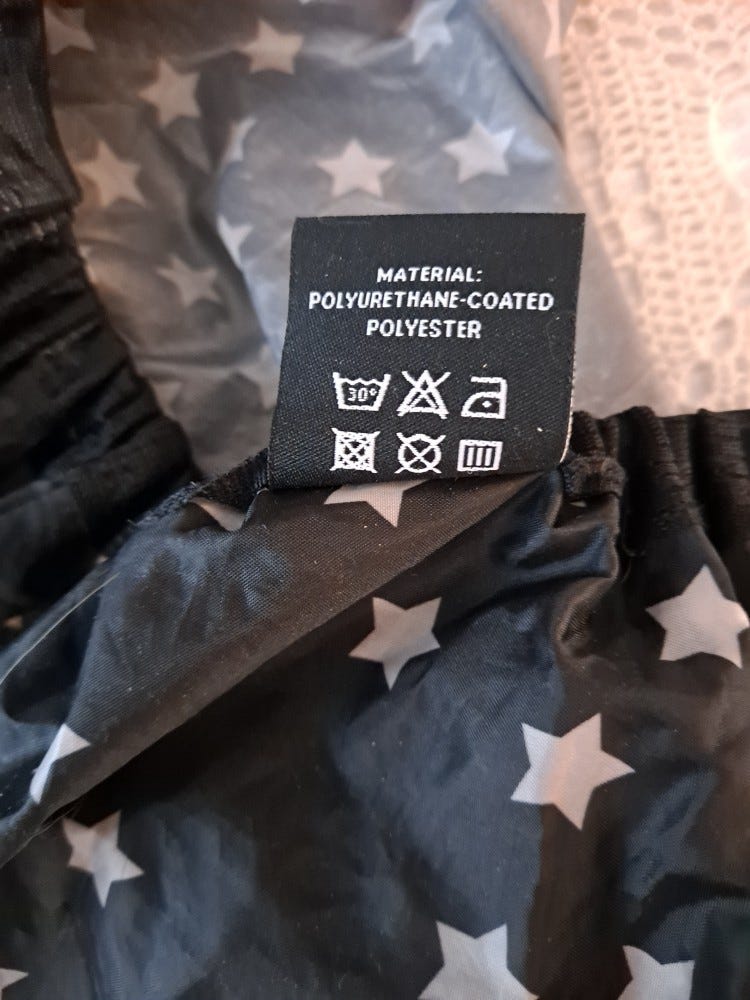 MATERIAL:
POLYURETHANE-COATED
POLYESTER
30°